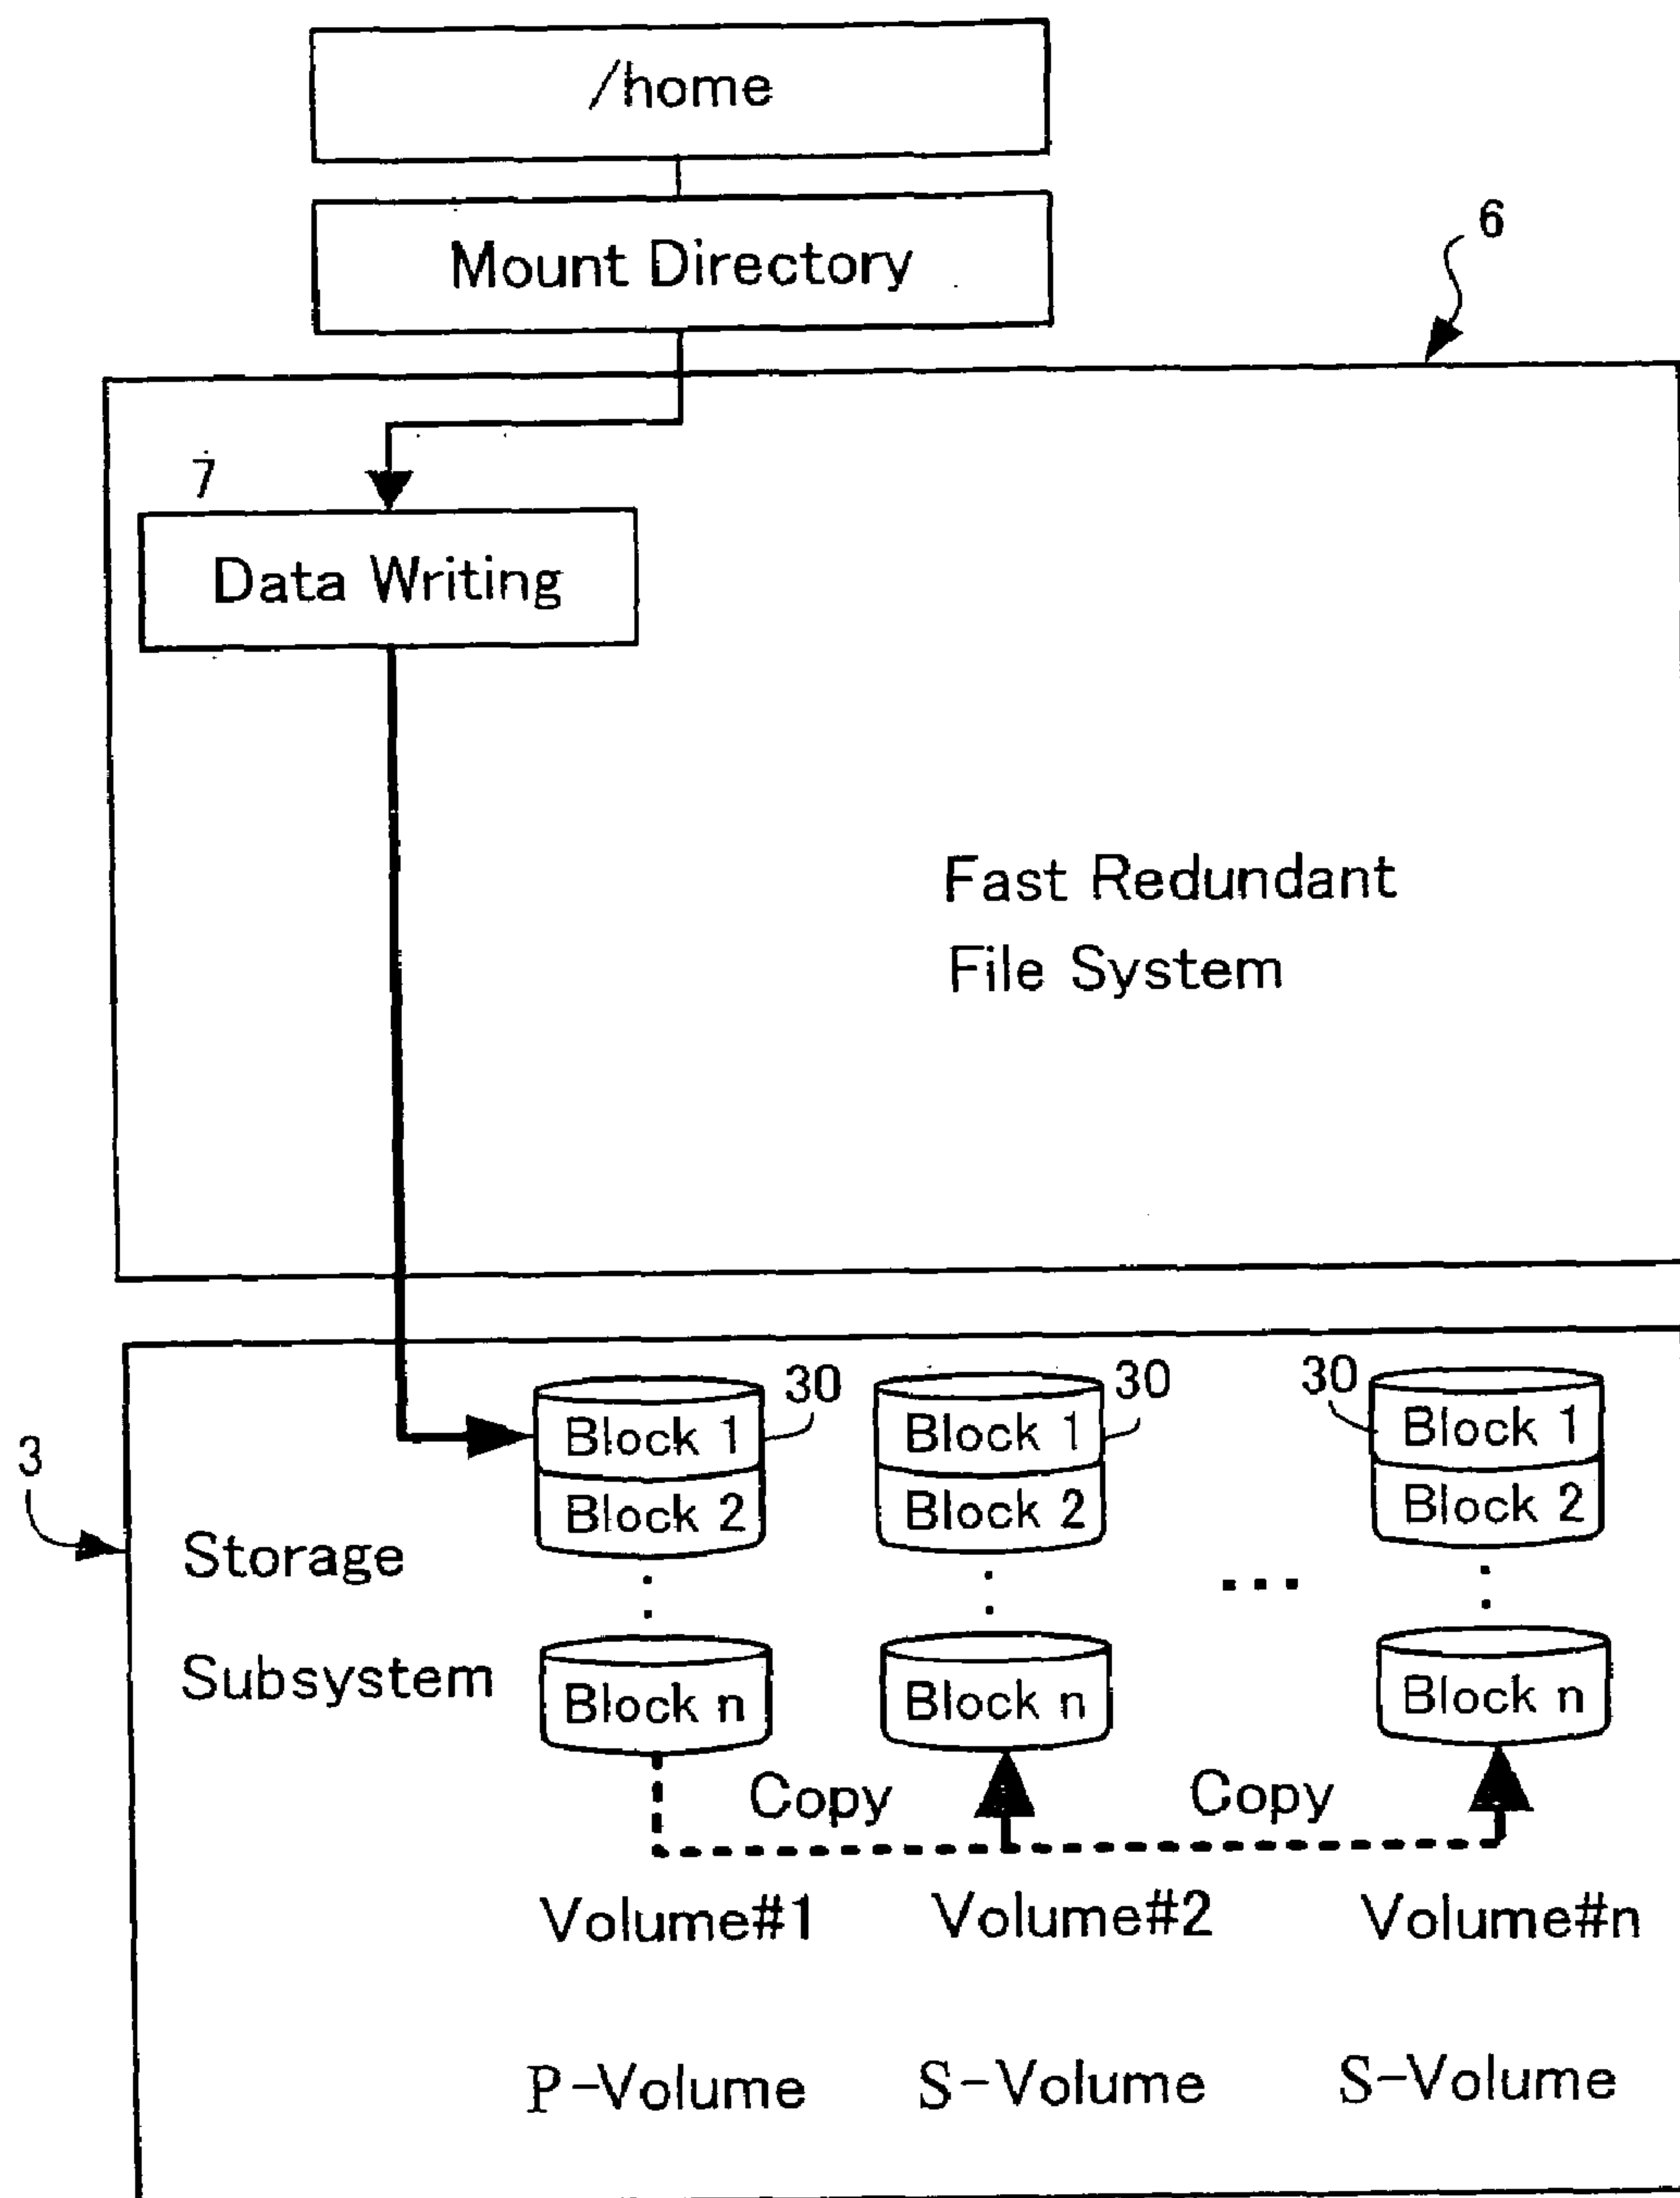 /home
Mount Directory
6
7
Data Writing
Fast Redundant
File System
3
Storage
Subsystem
30
30
30
Block 1
Block 1
Block 1
Block 2
Block 2
Block 2
...
Block n
Block n
Block n
Copy
Copy
Volume#1
Volume#2
Volume#n
P-Volume
S-Volume
S-Volume